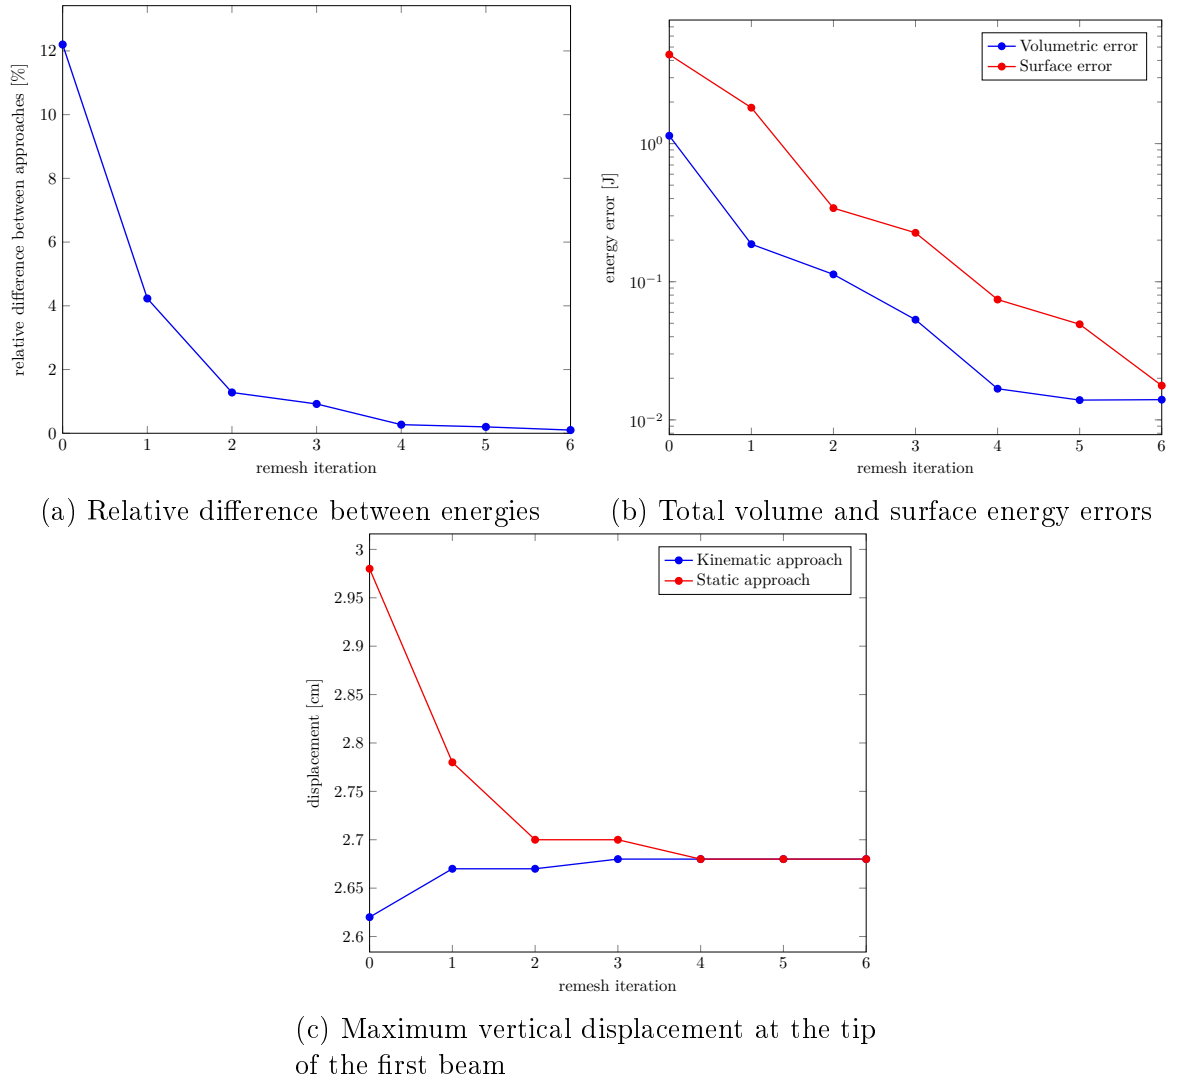 relative difference between approaches [%]
12
10
8
6
4
2
0
0 1 2 3 4 5 6
remesh iteration
(a) Relative difference between energies
Volumetric error
Surface error
energy error [J]
10⁰
10⁻¹
10⁻²
0 1 2 3 4 5 6
remesh iteration
(b) Total volume and surface energy errors
Kinematic approach
Static approach
displacement [cm]
3
2.95
2.9
2.85
2.8
2.75
2.7
2.65
2.6
0 1 2 3 4 5 6
remesh iteration
(c) Maximum vertical displacement at the tip
of the first beam